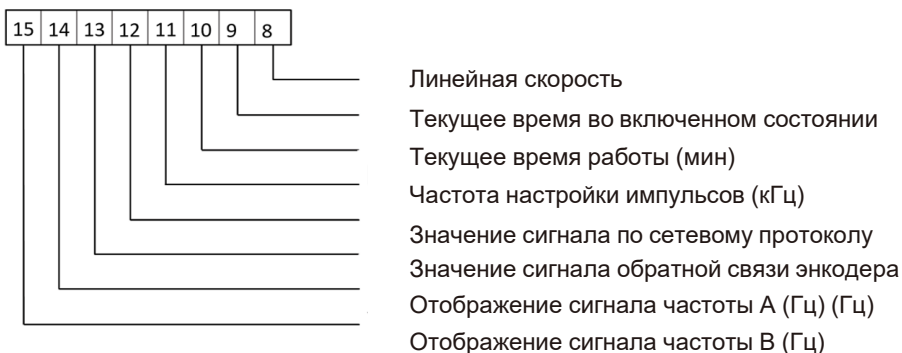 15 14 13 12 11 10 9 8
Линейная скорость
Текущее время во включенном состоянии
Текущее время работы (мин)
Частота настройки импульсов (кГц)
Значение сигнала по сетевому протоколу
Значение сигнала обратной связи энкодера
Отображение сигнала частоты А (Гц) (Гц)
Отображение сигнала частоты В (Гц)